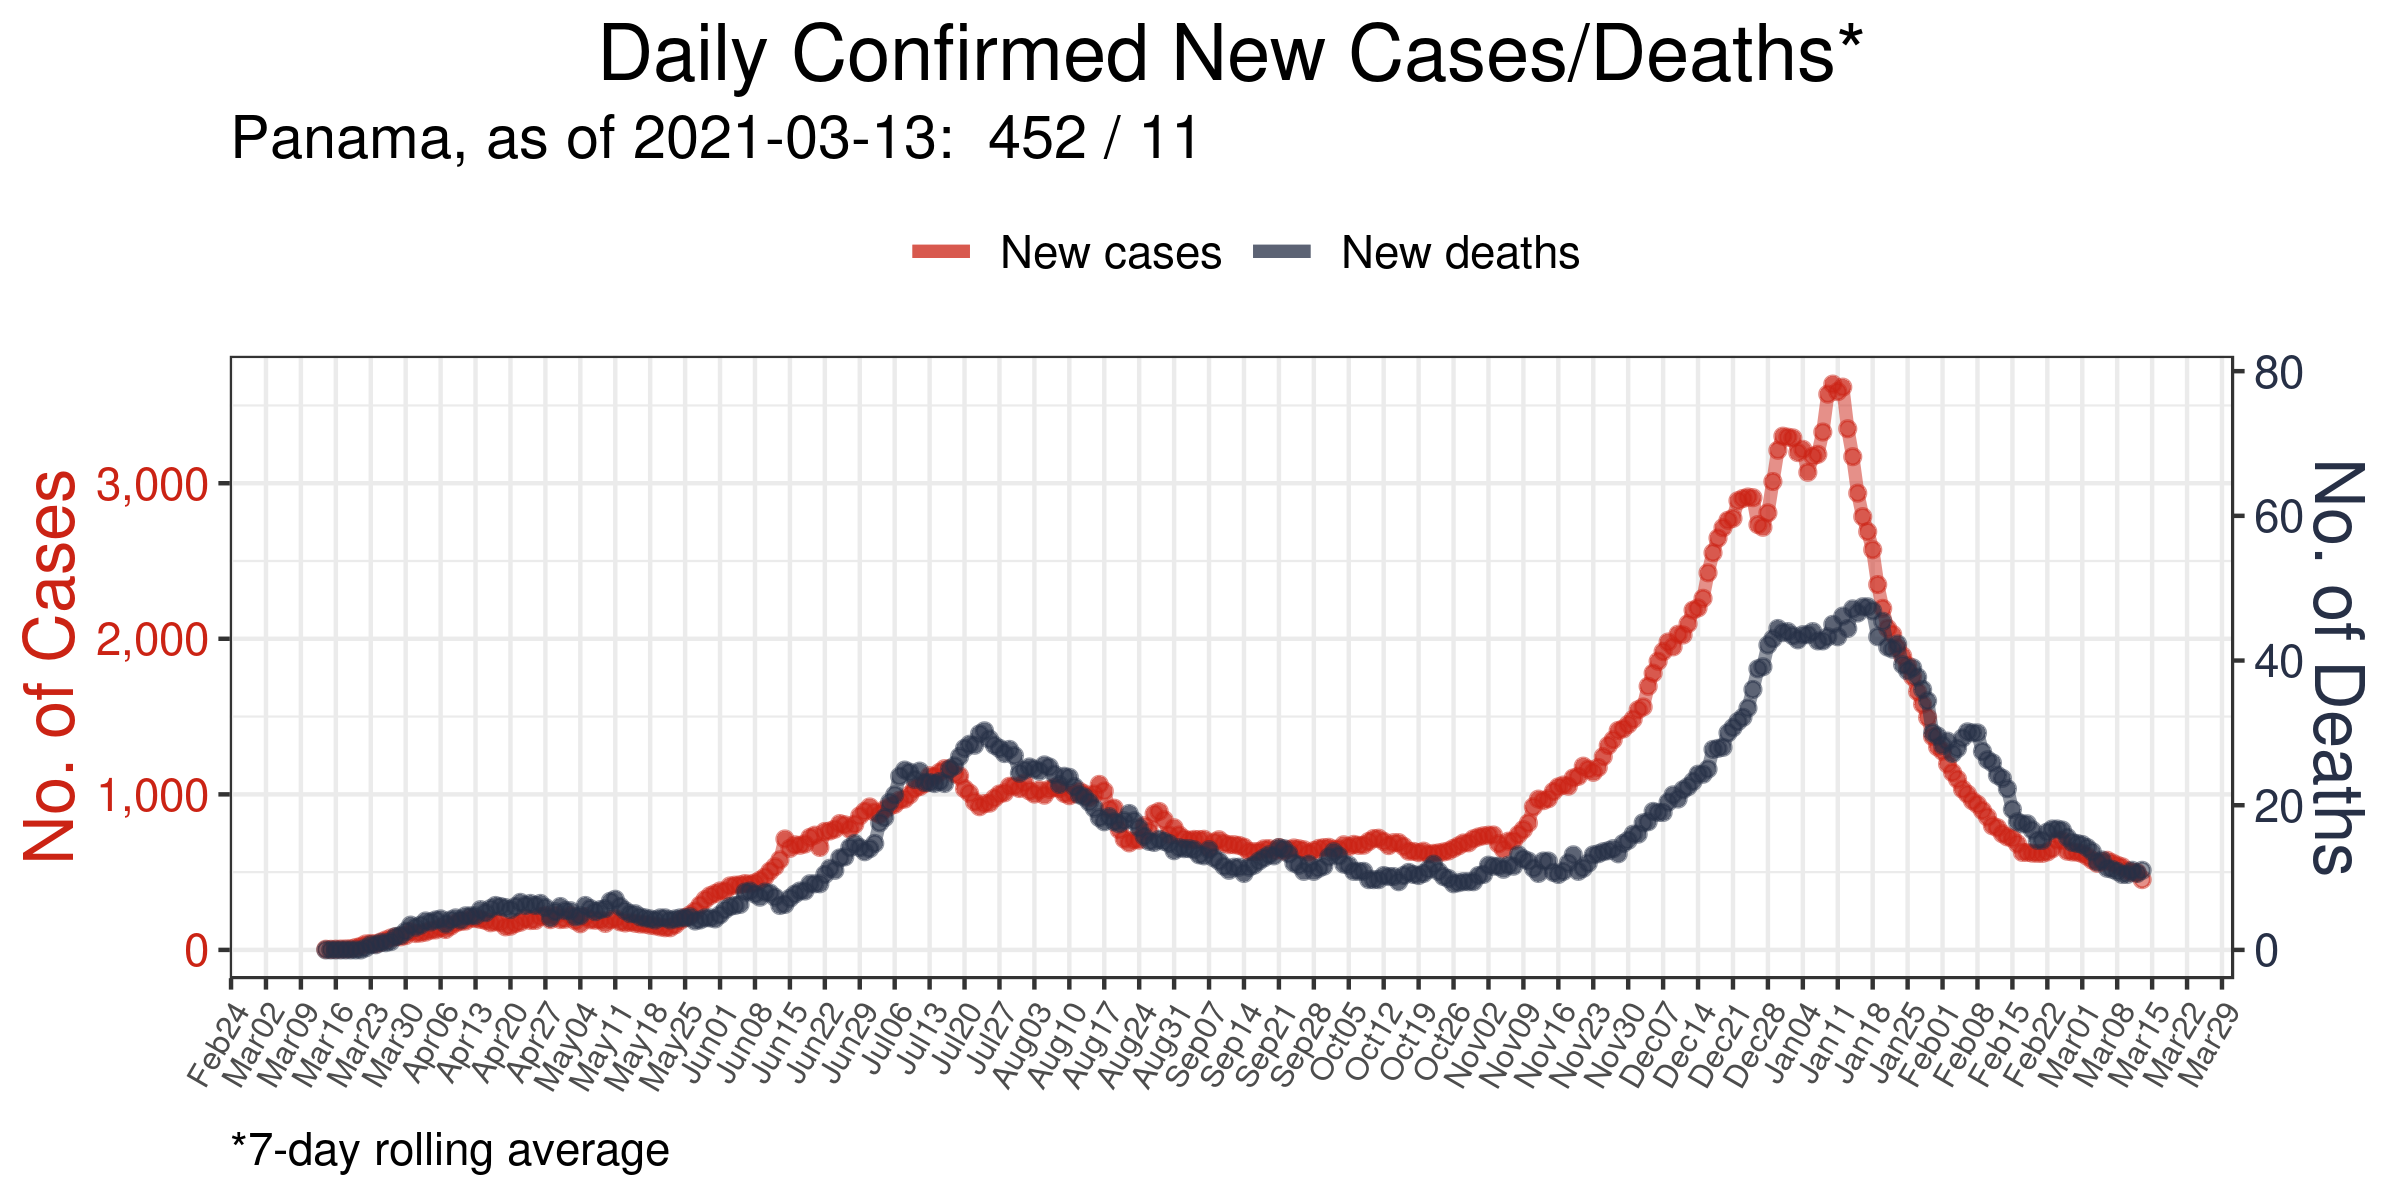 Daily Confirmed New Cases/Deaths*
Panama, as of 2021-03-13:  452 / 11
New cases
New deaths
No. of Cases
3,000
2,000
1,000
0
80
60
40
20
0
No. of Deaths
Feb24
Mar02
Mar09
Mar16
Mar23
Mar30
Apr06
Apr13
Apr20
Apr27
May04
May11
May18
May25
Jun01
Jun08
Jun15
Jun22
Jun29
Jul06
Jul13
Jul20
Jul27
Aug03
Aug10
Aug17
Aug24
Aug31
Sep07
Sep14
Sep21
Sep28
Oct05
Oct12
Oct19
Oct26
Nov02
Nov09
Nov16
Nov23
Nov30
Dec07
Dec14
Dec21
Dec28
Jan04
Jan11
Jan18
Jan25
Feb01
Feb08
Feb15
Feb22
Mar01
Mar08
Mar15
Mar22
Mar29
*7-day rolling average